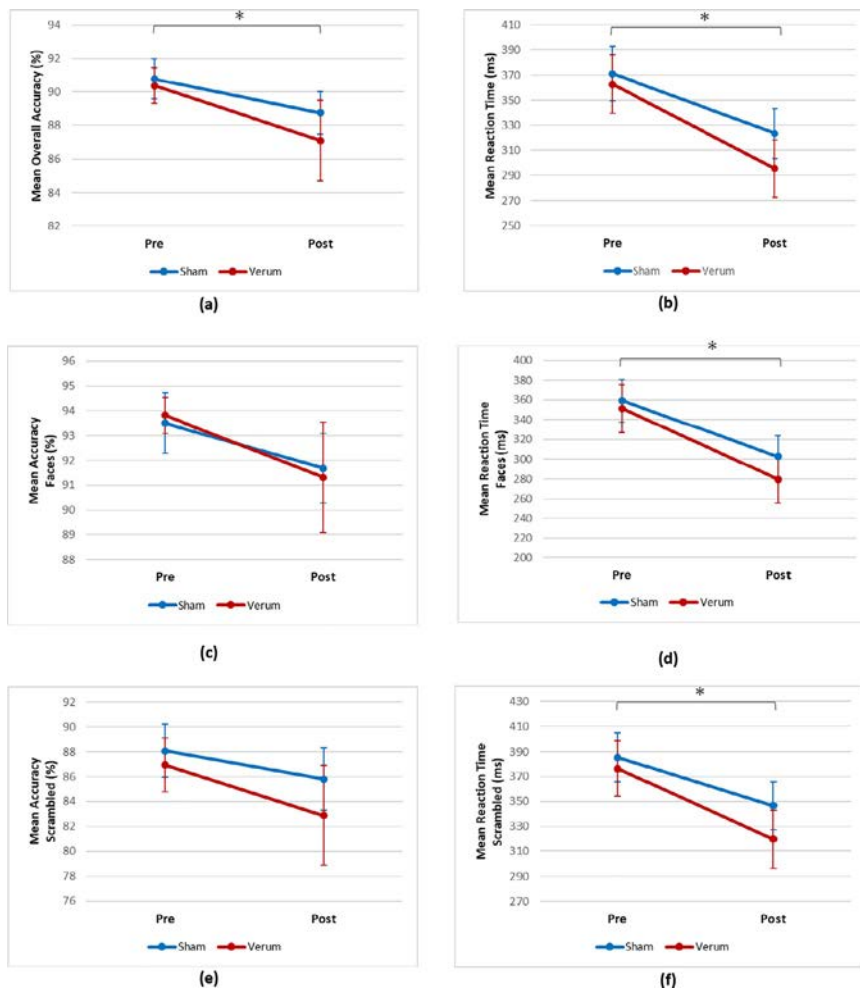 *
Mean Overall Accuracy (%)
94
92
90
88
86
84
82
Pre
Post
Sham
Verum
(a)
*
Mean Reaction Time (ms)
410
390
370
350
330
310
290
270
250
Pre
Post
Sham
Verum
(b)
Mean Accuracy
Faces (%)
96
95
94
93
92
91
90
89
88
Pre
Post
Sham
Verum
(c)
*
Mean Reaction Time
Faces (ms)
400
380
360
340
320
300
280
260
240
220
200
Pre
Post
Sham
Verum
(d)
Mean Accuracy
Scrambled (%)
92
90
88
86
84
82
80
78
76
Pre
Post
Sham
Verum
(e)
*
Mean Reaction Time
Scrambled (ms)
430
410
390
370
350
330
310
290
270
Pre
Post
Sham
Verum
(f)